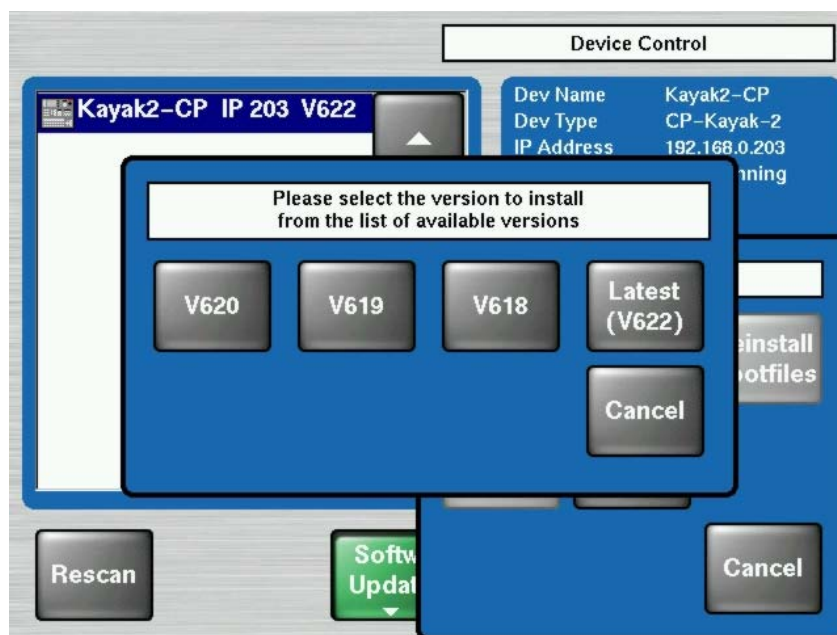 Device Control
Kayak2-CP IP 203 V622
Dev Name Kayak2-CP
Dev Type CP-Kayak-2
IP Address 192.168.0.203
Please select the version to install
from the list of available versions
V620
V619
V618
Latest
(V622)
Cancel
Rescan
Cancel